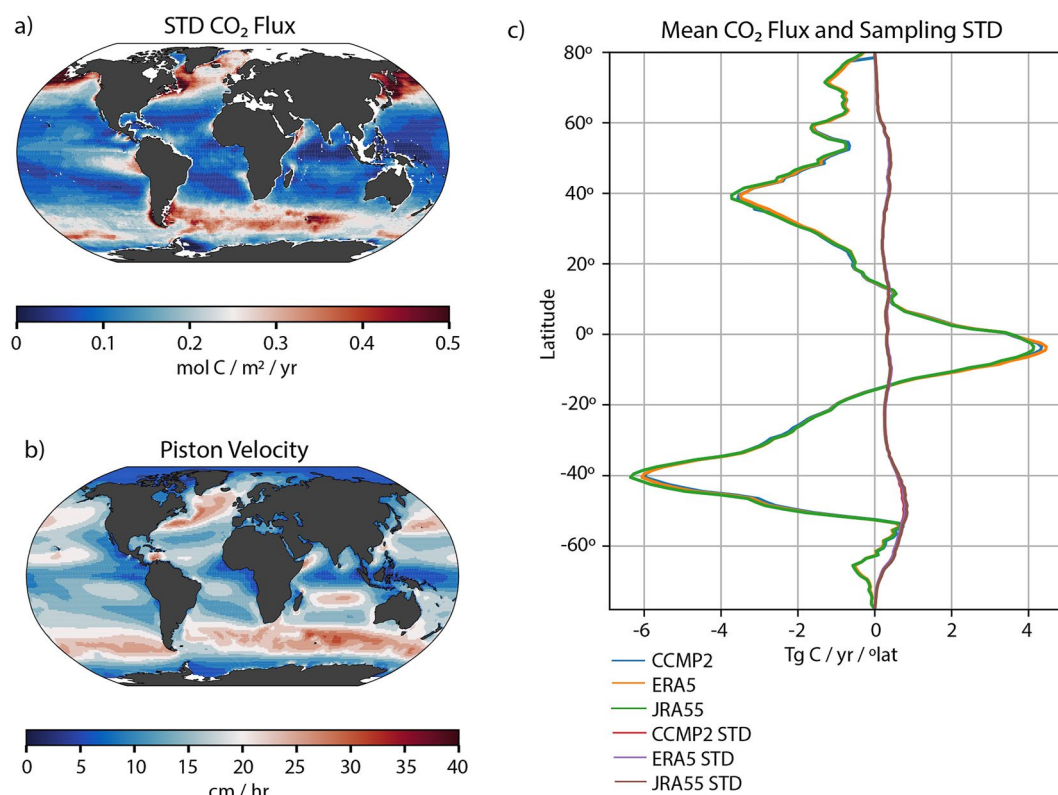 a)
STD CO₂ Flux
0 0.1 0.2 0.3 0.4 0.5
mol C / m² / yr
b)
Piston Velocity
0 5 10 15 20 25 30 35 40
cm / hr
c)
Mean CO₂ Flux and Sampling STD
80º
60º
40º
20º
0º
-20º
-40º
-60º
Latitude
-6 -4 -2 0 2 4
Tg C / yr / ºlat
CCMP2
ERA5
JRA55
CCMP2 STD
ERA5 STD
JRA55 STD